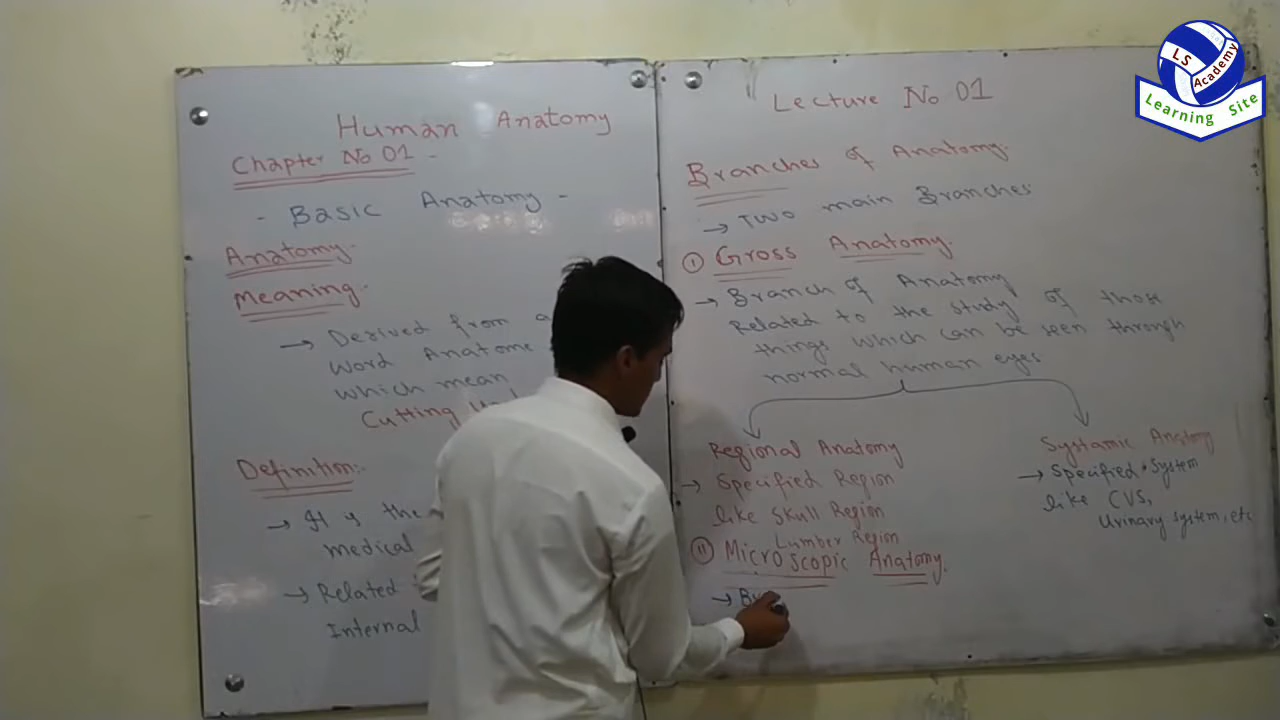 Human Anatomy
Chapter No 01 -
- Basic Anatomy -
Anatomy-
Meaning-
→ Derived from a
word Anatome
which mean
Cutting
Definition:-
→ It is the
medical
→ Related
Internal
Lecture No 01
Branches of Anatomy-
→ Two main Branches
① Gross Anatomy-
→ Branch of Anatomy
Related to the study of those
things which can be seen through
normal human eyes
Regional Anatomy
→ Specified Region
like Skull Region
Lumber Region
Systamic Anatomy
→ Specified System
like CVS,
Urinary system, etc
⑪ Microscopic Anatomy.
→ B
LS Academy
Learning Site